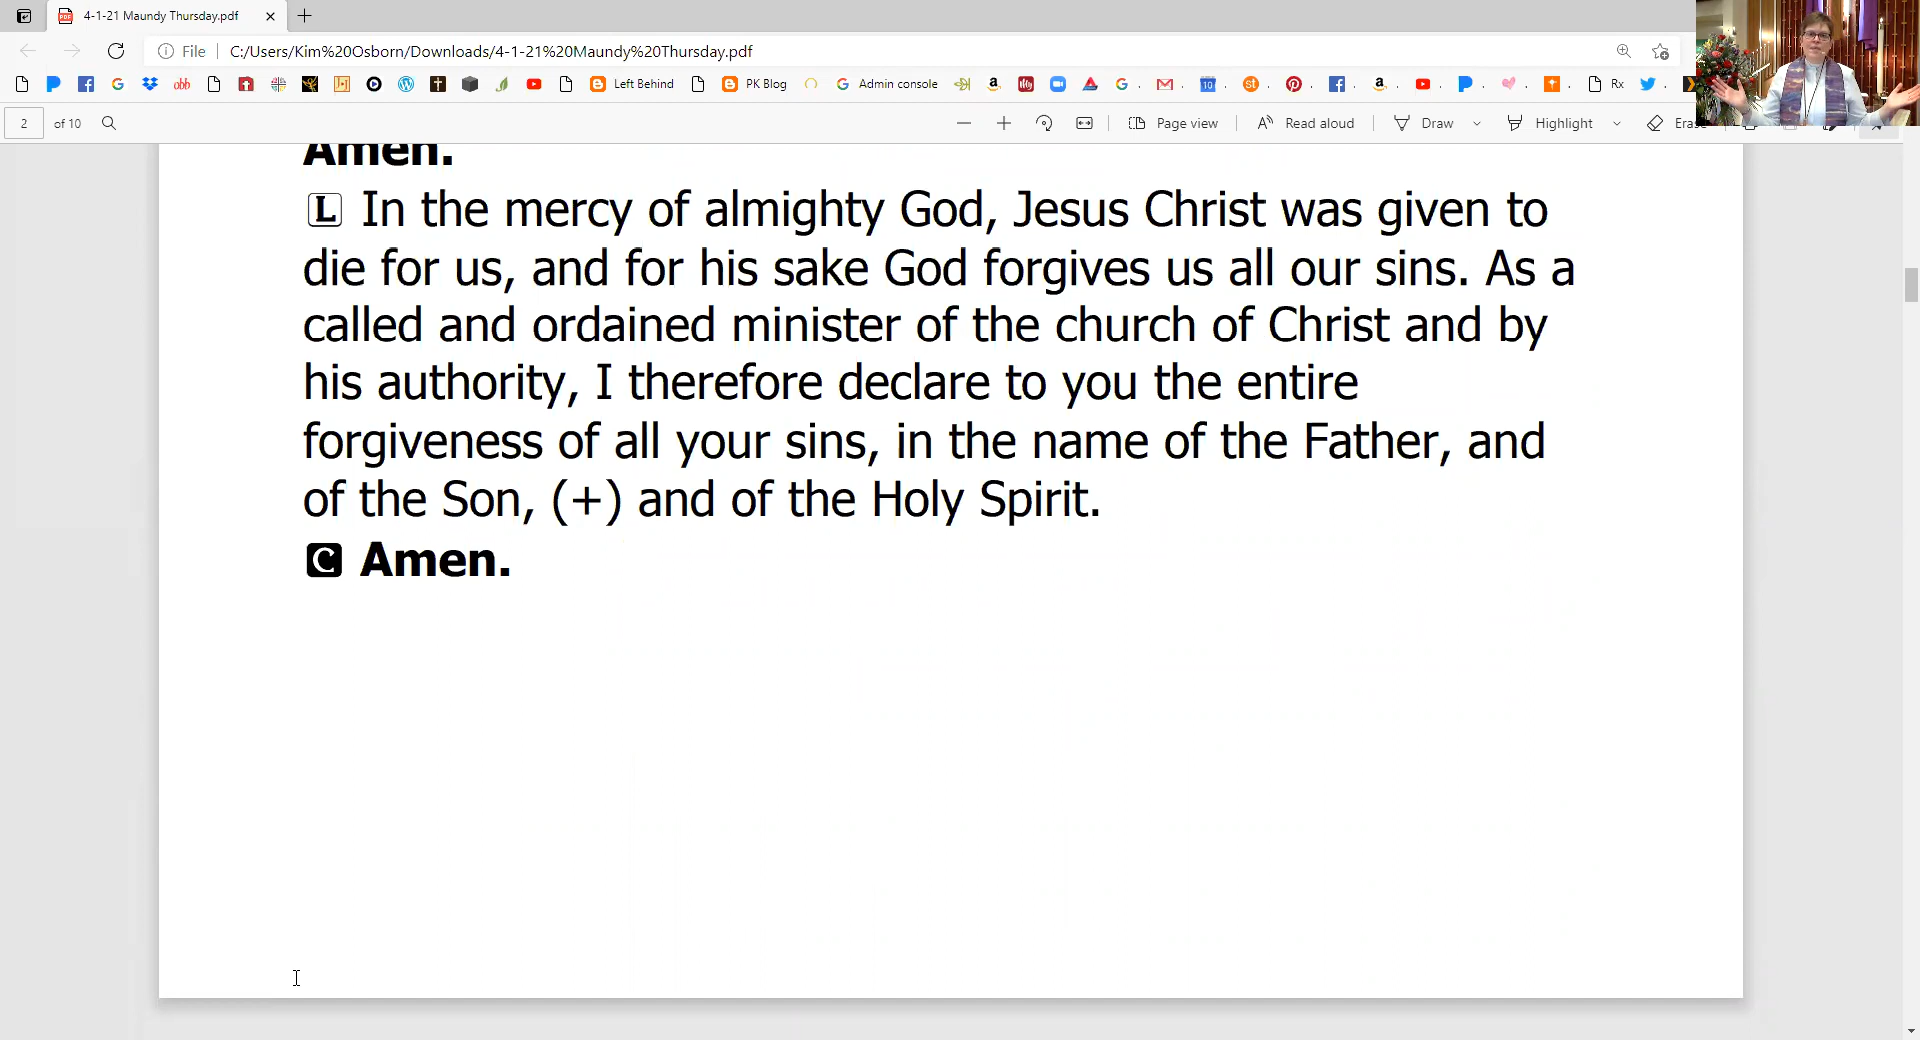 4-1-21 Maundy Thursday.pdf
File C:/Users/Kim%20Osborn/Downloads/4-1-21%20Maundy%20Thursday.pdf
Left Behind PK Blog Admin console Rx
2 of 10 Page view Read aloud Draw Highlight
Amen.
L In the mercy of almighty God, Jesus Christ was given to
die for us, and for his sake God forgives us all our sins. As a
called and ordained minister of the church of Christ and by
his authority, I therefore declare to you the entire
forgiveness of all your sins, in the name of the Father, and
of the Son, (+) and of the Holy Spirit.
C Amen.